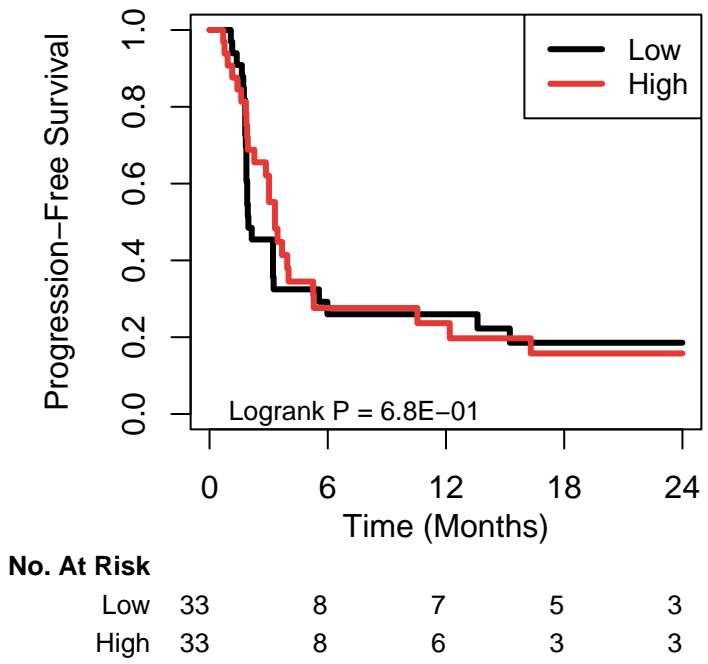 Progression−Free Survival
1.0
0.8
0.6
0.4
0.2
0.0
Low
High
Logrank P = 6.8E−01
0 6 12 18 24
Time (Months)
No. At Risk
Low 33 8 7 5 3
High 33 8 6 3 3